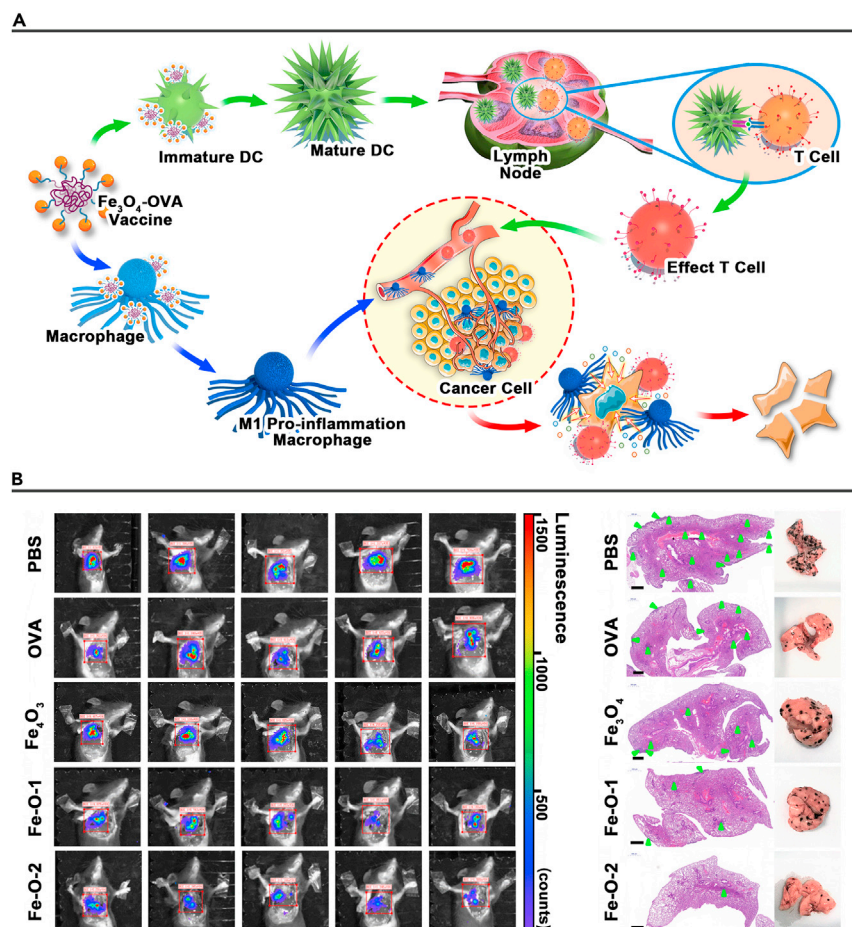 A
Immature DC
Mature DC
Lymph
Node
T Cell
Fe₃O₄-OVA
Vaccine
Effect T Cell
Macrophage
Cancer Cell
M1 Pro-inflammation
Macrophage
B
PBS
OVA
Fe₄O₃
Fe-O-1
Fe-O-2
1500
Luminescence
1000
500
(counts)
PBS
OVA
Fe₃O₄
Fe-O-1
Fe-O-2